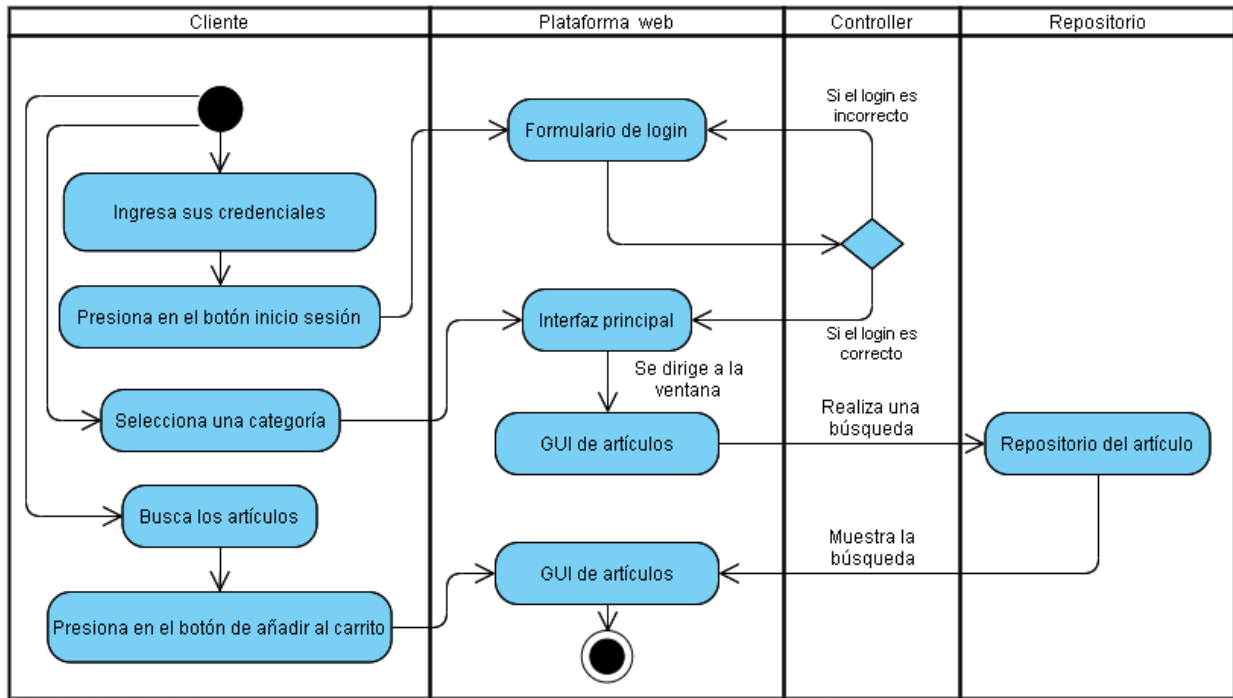 Cliente
Plataforma web
Controller
Repositorio
Si el login es
incorrecto
Formulario de login
Ingresa sus credenciales
Presiona en el botón inicio sesión
Interfaz principal
Si el login es
correcto
Se dirige a la
ventana
Selecciona una categoría
GUI de artículos
Realiza una
búsqueda
Repositorio del artículo
Busca los artículos
Muestra la
búsqueda
GUI de artículos
Presiona en el botón de añadir al carrito